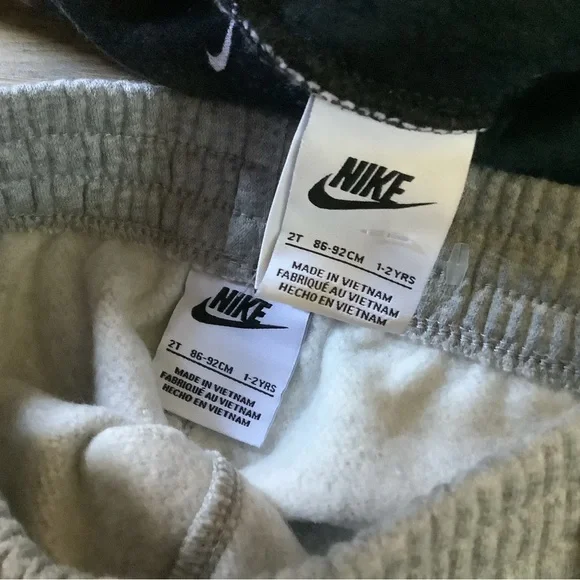 NIKE
2T 86-92CM 1-2YRS
MADE IN VIETNAM
FABRIQUÉ AU VIETNAM
HECHO EN VIETNAM
NIKE
2T 86-92CM 1-2YRS
MADE IN VIETNAM
FABRIQUÉ AU VIETNAM
HECHO EN VIETNAM